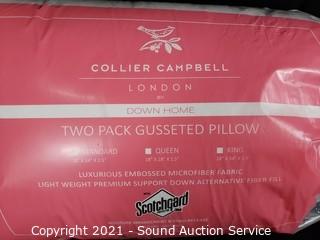 COLLIER CAMPBELL
LONDON
BY
DOWN HOME
TWO PACK GUSSETED PILLOW
STANDARD QUEEN KING
LUXURIOUS EMBOSSED MICROFIBER FABRIC
LIGHT WEIGHT PREMIUM SUPPORT DOWN ALTERNATIVE FIBER FILL
Scotchgard
Copyright 2021 - Sound Auction Service